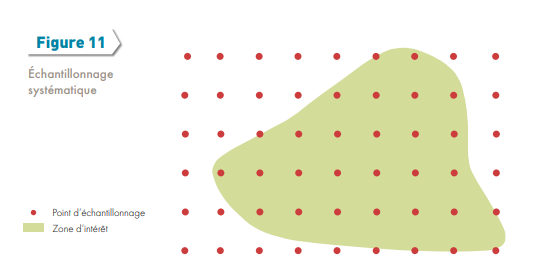 Figure 11
Échantillonnage
systématique
Point d'échantillonnage
Zone d'intérêt